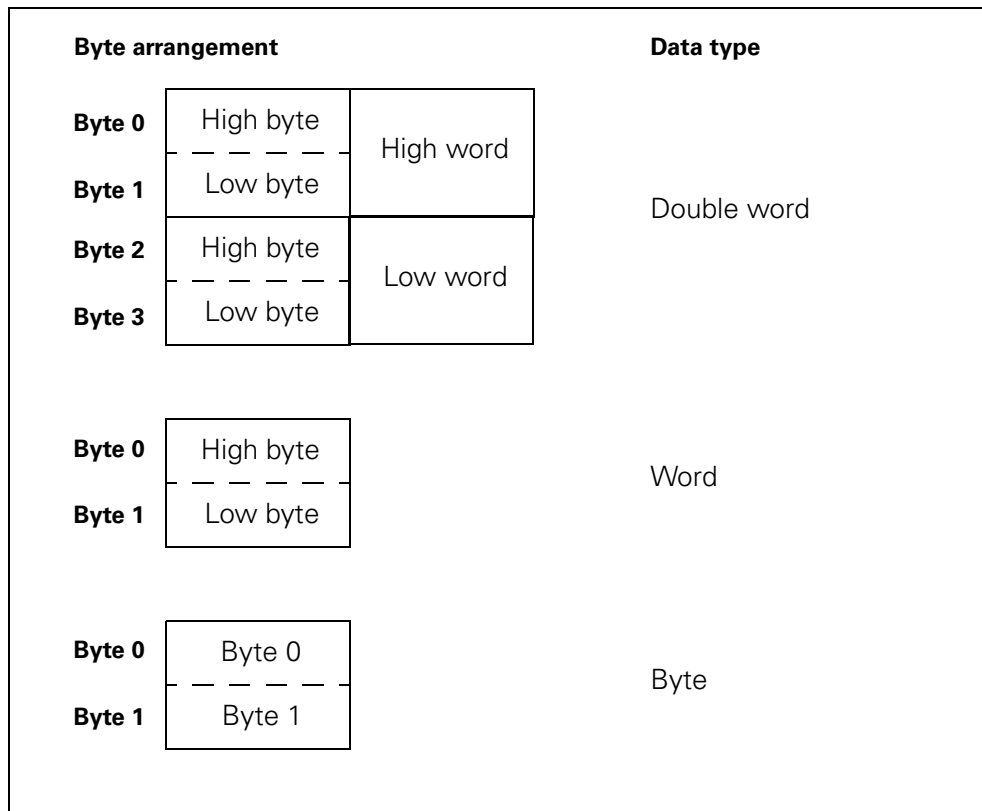 Byte arrangement Data type
Byte 0 High byte
High word
Byte 1 Low byte
Double word
Byte 2 High byte
Low word
Byte 3 Low byte
Byte 0 High byte
Word
Byte 1 Low byte
Byte 0 Byte 0
Byte
Byte 1 Byte 1